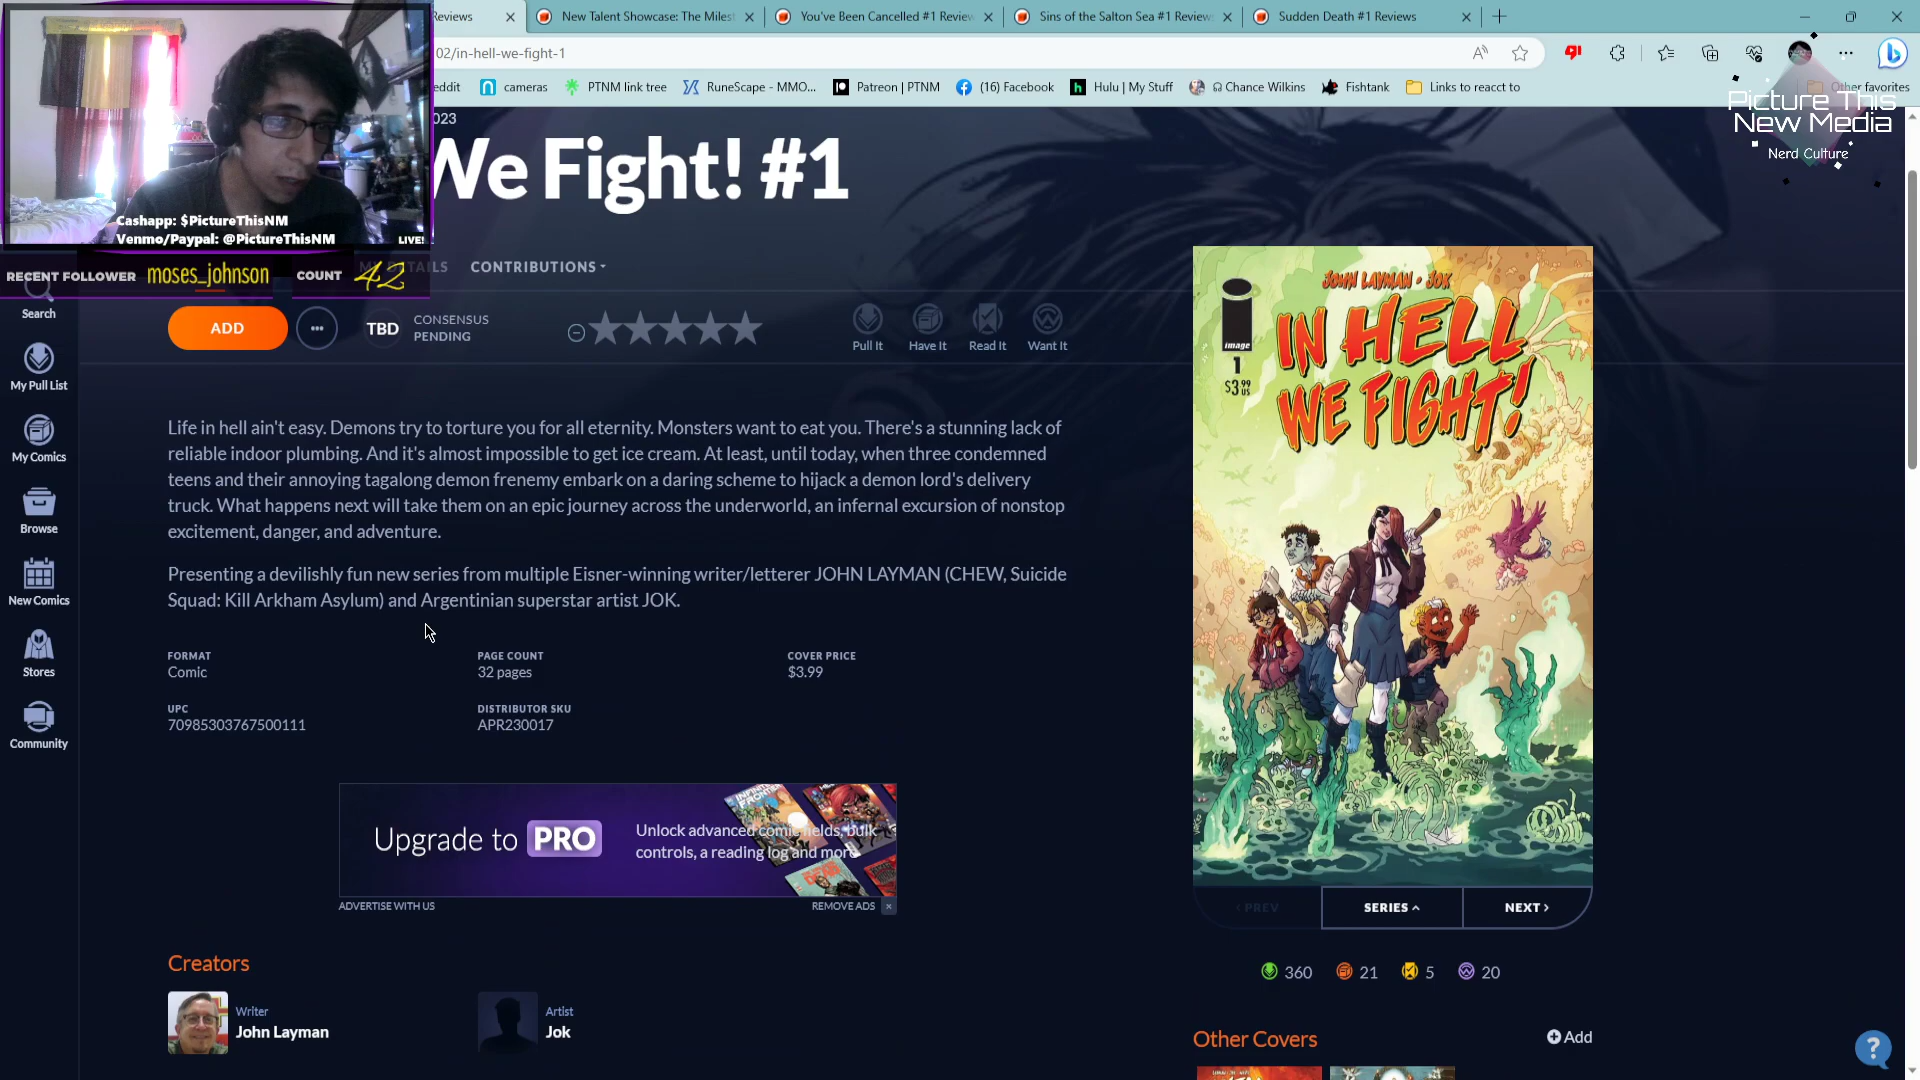 Reviews
New Talent Showcase: The Milest
You've Been Cancelled #1 Review
Sins of the Salton Sea #1 Review
Sudden Death #1 Reviews
02/in-hell-we-fight-1
eddit
cameras
PTNM link tree
RuneScape - MMO...
Patreon | PTNM
(16) Facebook
Hulu | My Stuff
Chance Wilkins
Fishtank
Links to reacct to
Other favorites
Picture This
New Media
Nerd Culture
2023
We Fight! #1
Cashapp: $PictureThisNM
Venmo/Paypal: @PictureThisNM
LIVE!
RECENT FOLLOWER moses_johnson COUNT 42
DETAILS
CONTRIBUTIONS
Search
My Pull List
My Comics
Browse
New Comics
Stores
Community
ADD
TBD
CONSENSUS
PENDING
Pull It
Have It
Read It
Want It
Life in hell ain't easy. Demons try to torture you for all eternity. Monsters want to eat you. There's a stunning lack of
reliable indoor plumbing. And it's almost impossible to get ice cream. At least, until today, when three condemned
teens and their annoying tagalong demon frenemy embark on a daring scheme to hijack a demon lord's delivery
truck. What happens next will take them on an epic journey across the underworld, an infernal excursion of nonstop
excitement, danger, and adventure.
Presenting a devilishly fun new series from multiple Eisner-winning writer/letterer JOHN LAYMAN (CHEW, Suicide
Squad: Kill Arkham Asylum) and Argentinian superstar artist JOK.
FORMAT
Comic
PAGE COUNT
32 pages
COVER PRICE
$3.99
UPC
70985303767500111
DISTRIBUTOR SKU
APR230017
Upgrade to PRO
Unlock advanced comic fields, bulk
controls, a reading log and more
ADVERTISE WITH US
REMOVE ADS
Creators
Writer
John Layman
Artist
Jok
JOHN LAYMAN · JOK
IN HELL
WE FIGHT!
image
1
$3.99 US
PREV
SERIES
NEXT
360
21
5
20
Other Covers
Add